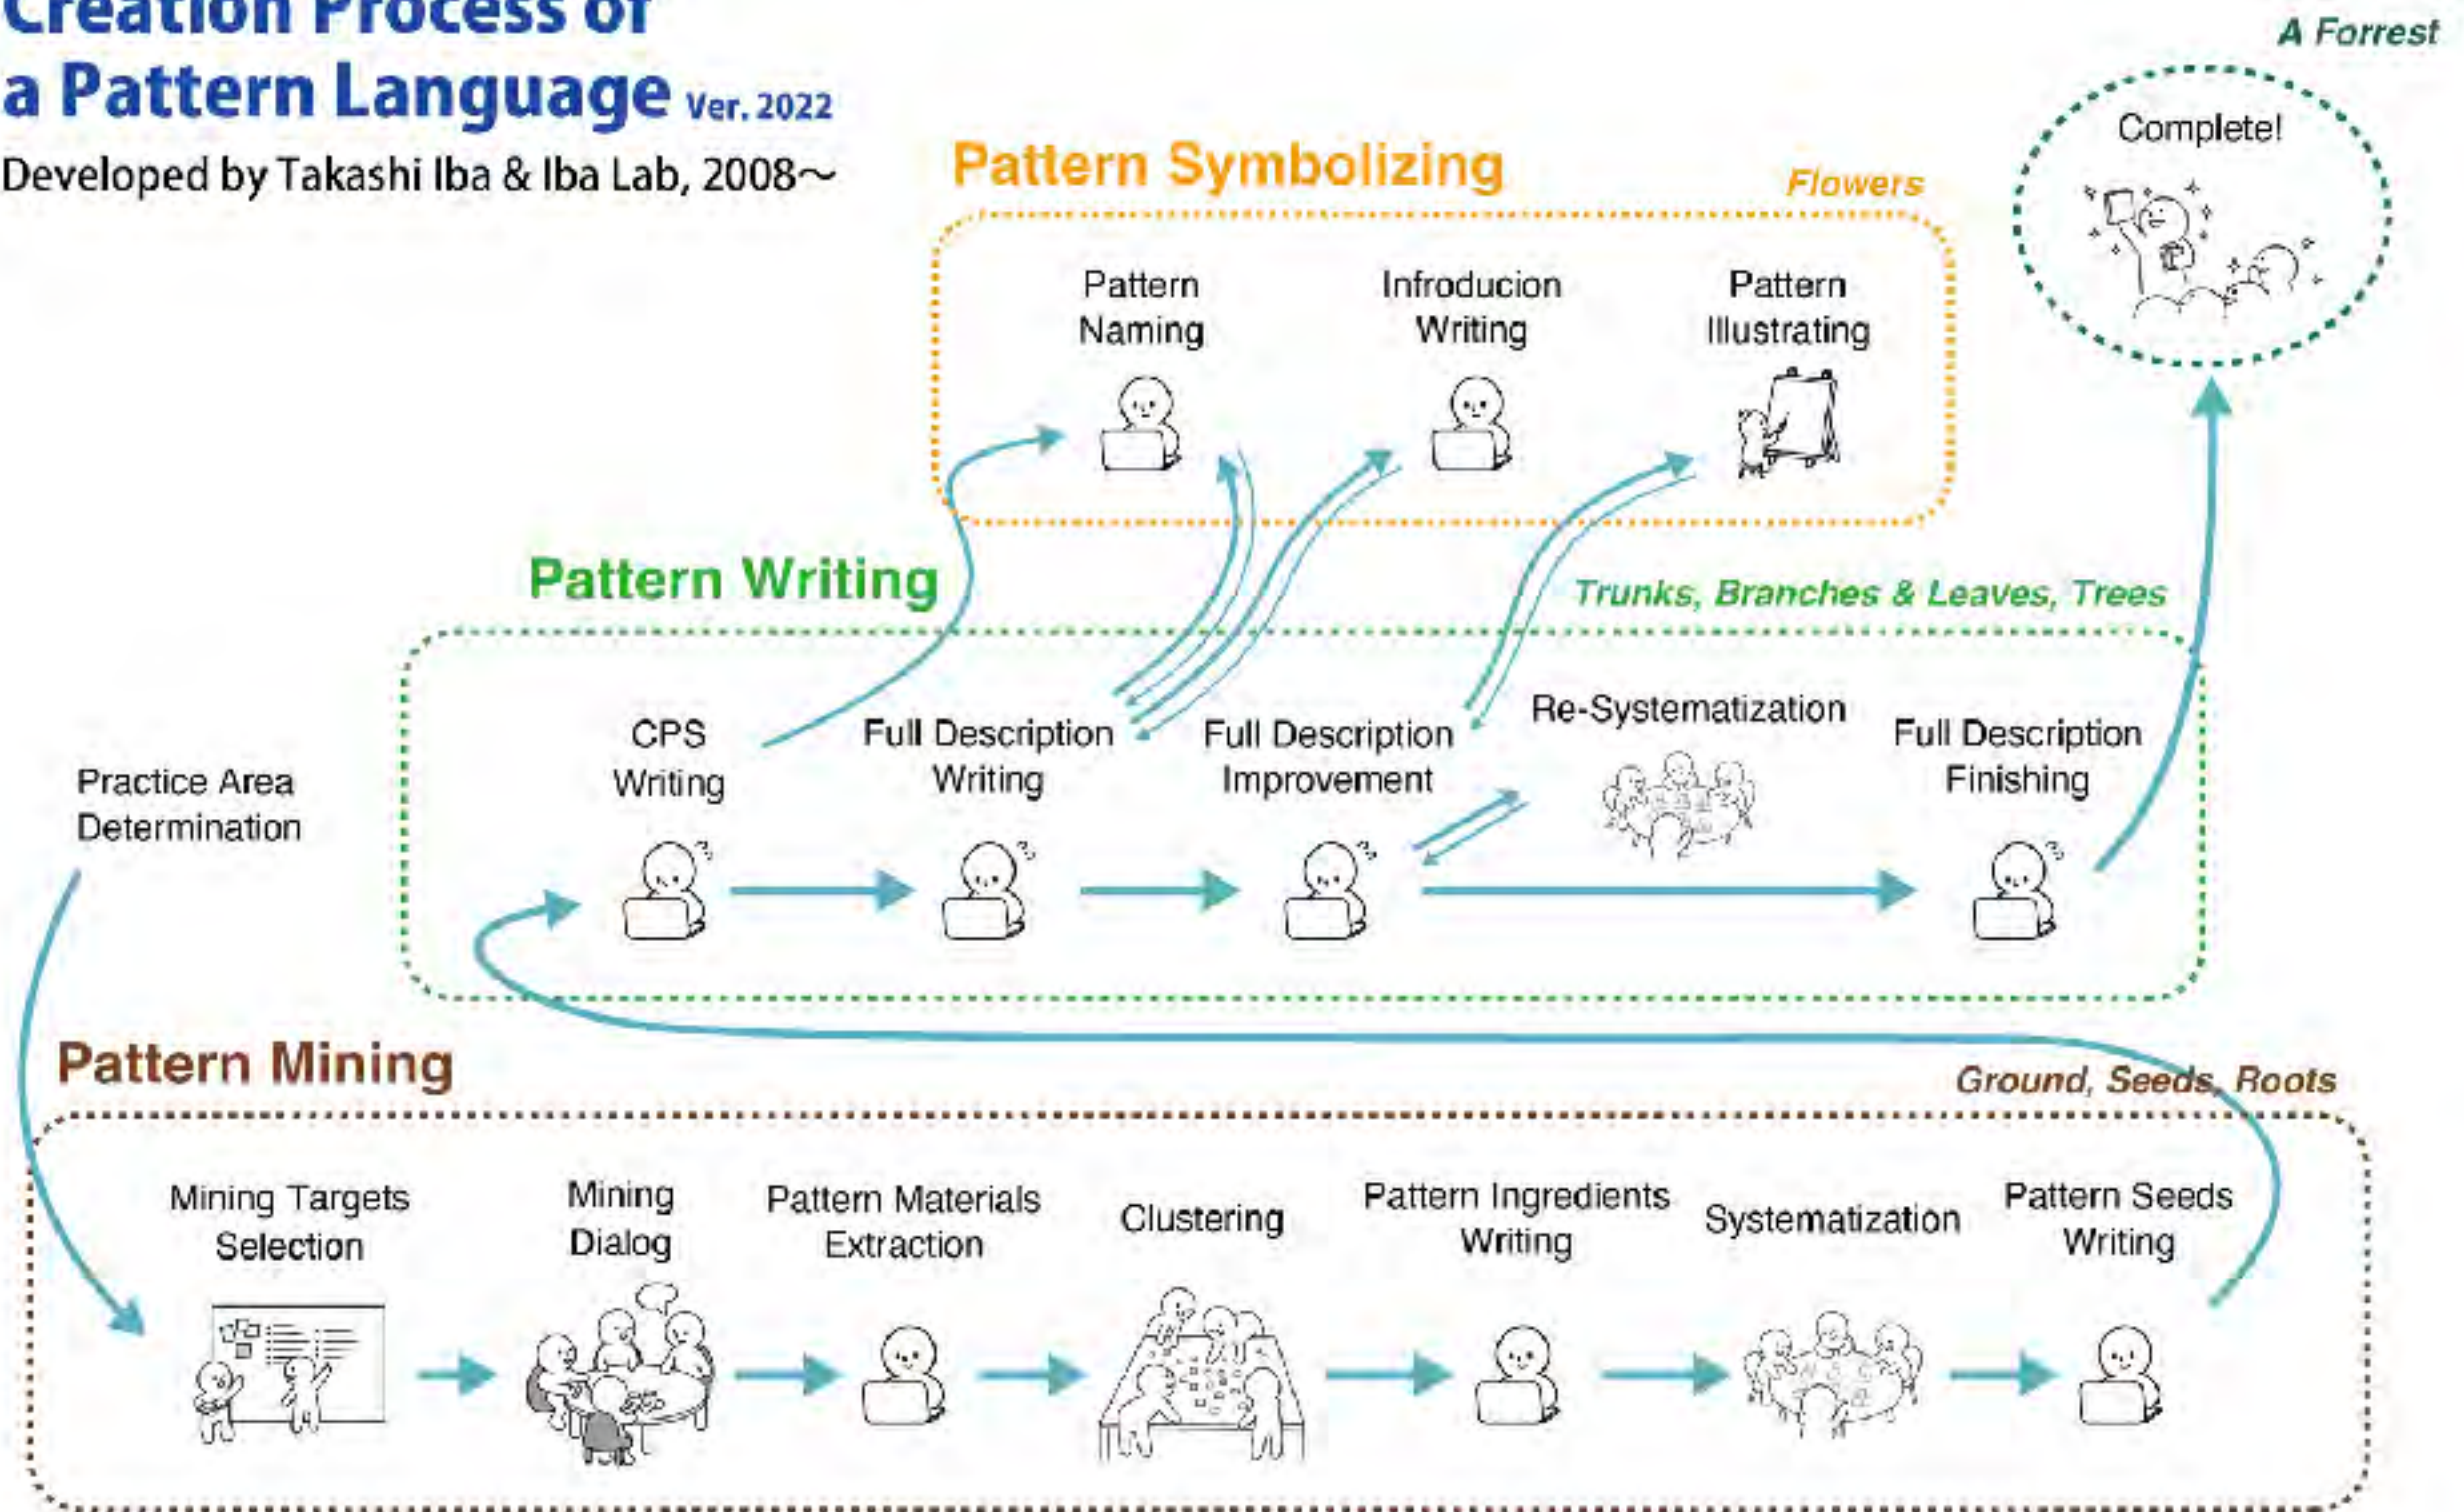 Creation Process of
a Pattern Language Ver. 2022
Developed by Takashi Iba & Iba Lab, 2008～
A Forrest
Complete!
Pattern Symbolizing
Flowers
Pattern
Naming
Infroducion
Writing
Pattern
Illustrating
Pattern Writing
Trunks, Branches & Leaves, Trees
CPS
Writing
Full Description
Writing
Full Description
Improvement
Re-Systematization
Full Description
Finishing
Practice Area
Determination
Pattern Mining
Ground, Seeds, Roots
Mining Targets
Selection
Mining
Dialog
Pattern Materials
Extraction
Clustering
Pattern Ingredients
Writing
Systematization
Pattern Seeds
Writing